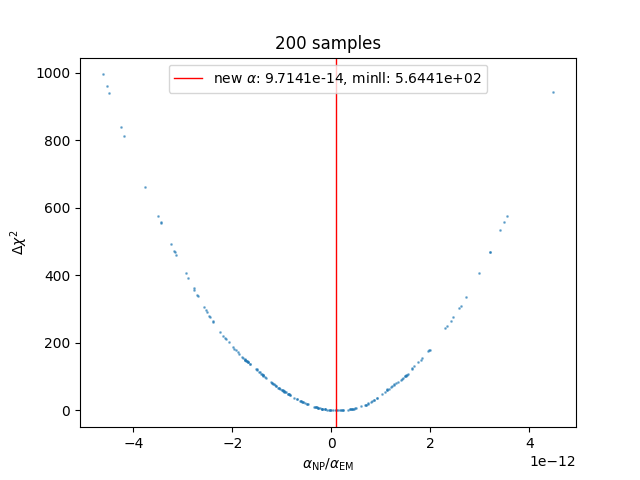 200 samples
new α: 9.7141e-14, minll: 5.6441e+02
Δχ²
1000
800
600
400
200
0
−4
−2
0
2
4
1e−12
α_NP/α_EM